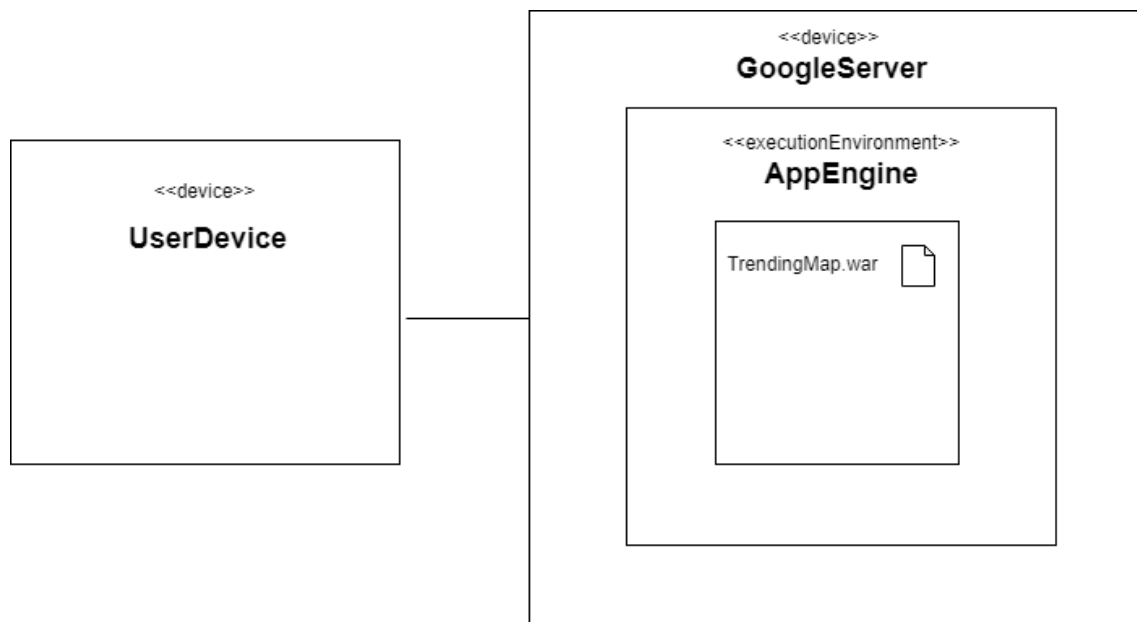 <<device>>
UserDevice
<<device>>
GoogleServer
<<executionEnvironment>>
AppEngine
TrendingMap.war